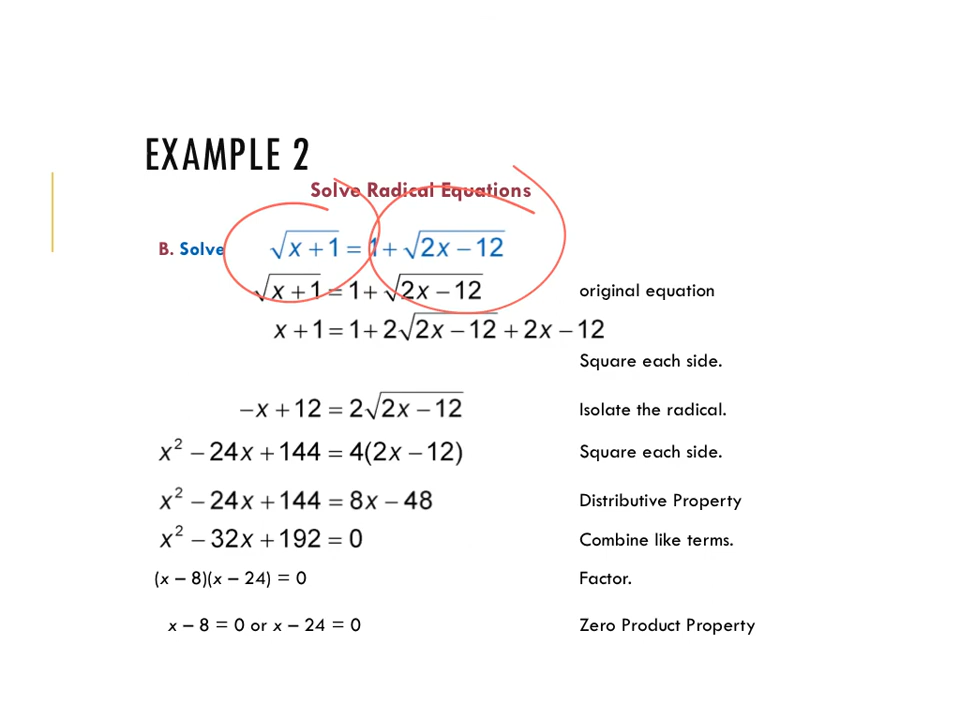 EXAMPLE 2
Solve Radical Equations
B. Solve √x + 1 = 1 + √2x − 12
√x + 1 = 1 + √2x − 12 original equation
x + 1 = 1 + 2√2x − 12 + 2x − 12
Square each side.
−x + 12 = 2√2x − 12 Isolate the radical.
x² − 24x + 144 = 4(2x − 12) Square each side.
x² − 24x + 144 = 8x − 48 Distributive Property
x² − 32x + 192 = 0 Combine like terms.
(x – 8)(x – 24) = 0 Factor.
x – 8 = 0 or x – 24 = 0 Zero Product Property